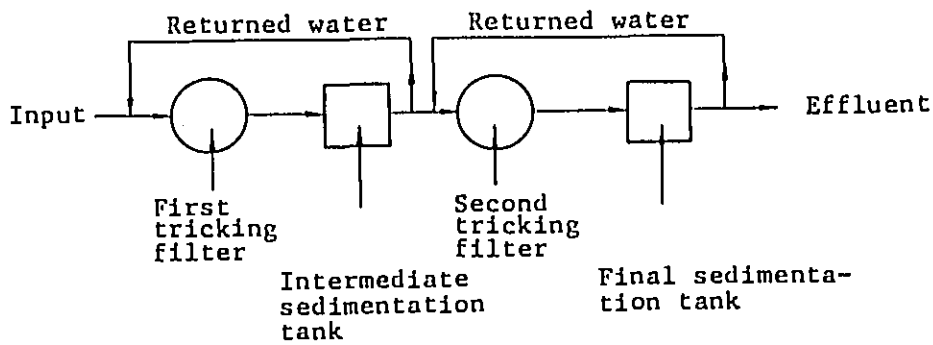 Returned water
Returned water
Input
Effluent
First
tricking
filter
Second
tricking
filter
Intermediate
sedimentation
tank
Final sedimenta-
tion tank